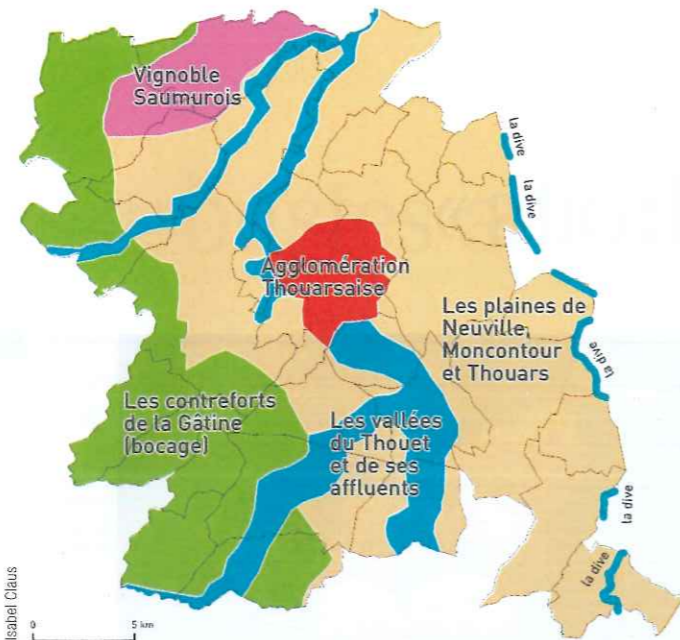 Vignoble
Saumurois
la dive
la dive
Agglomération
Thouarsaise
Les plaines de
Neuville,
Moncontour
et Thouars
la dive
Les contreforts
de la Gâtine
(bocage)
Les vallées
du Thouet
et de ses
affluents
la dive
la dive
Isabel Claus
0 5 km